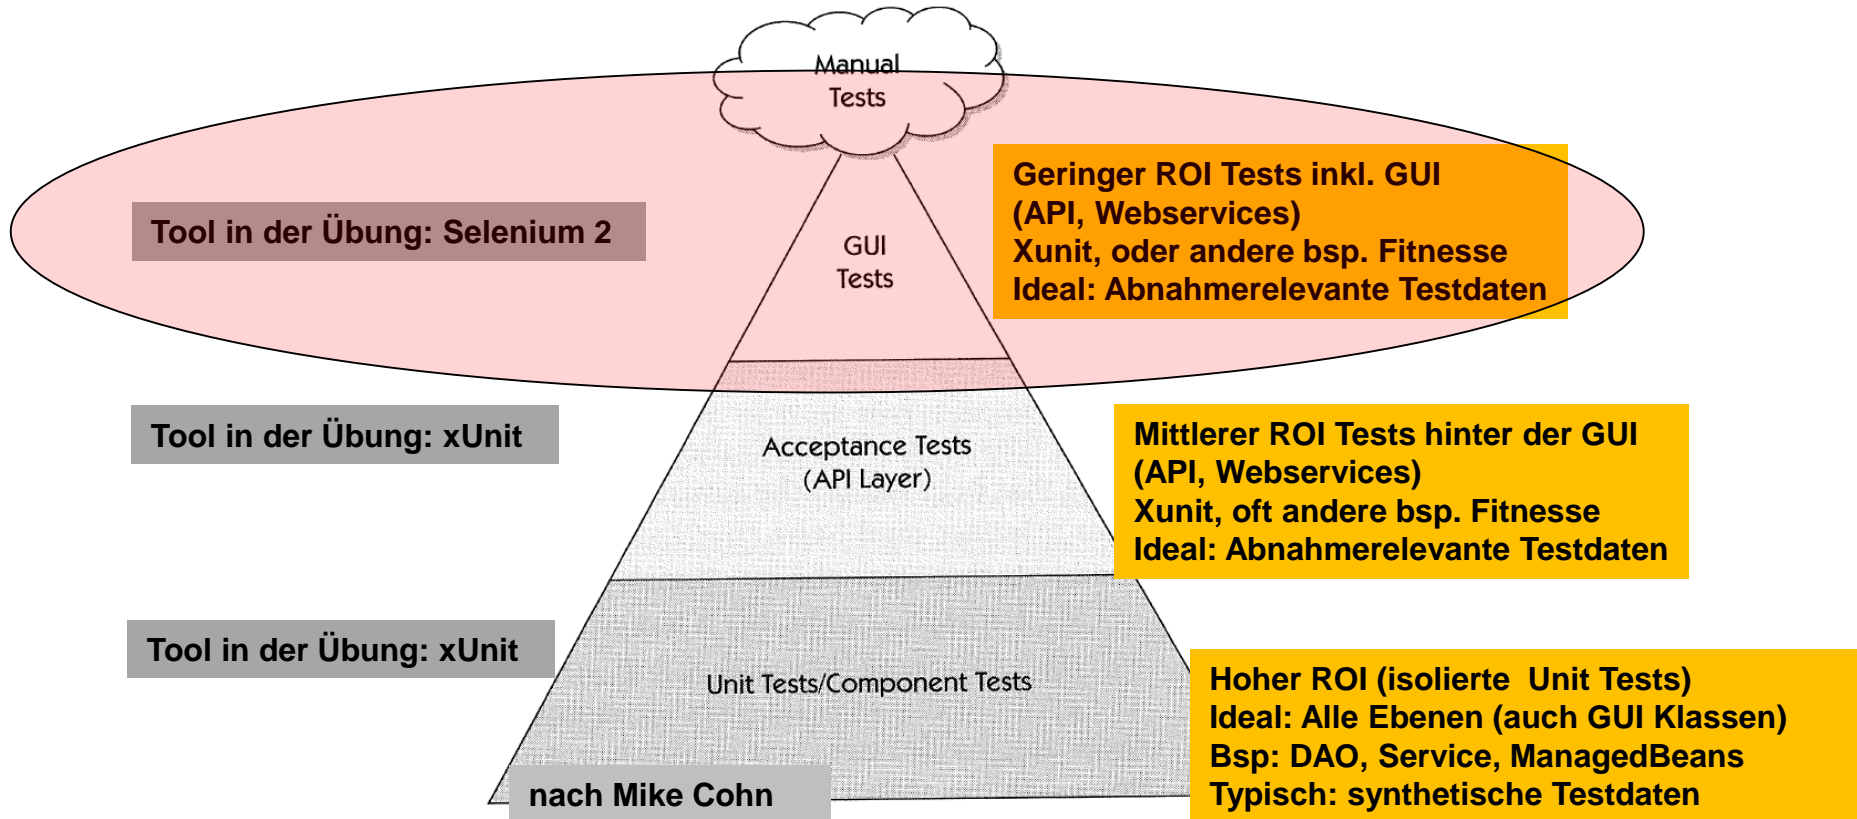 Manual
Tests
Tool in der Übung: Selenium 2
GUI
Tests
Geringer ROI Tests inkl. GUI
(API, Webservices)
Xunit, oder andere bsp. Fitnesse
Ideal: Abnahmerelevante Testdaten
Tool in der Übung: xUnit
Acceptance Tests
(API Layer)
Mittlerer ROI Tests hinter der GUI
(API, Webservices)
Xunit, oft andere bsp. Fitnesse
Ideal: Abnahmerelevante Testdaten
Tool in der Übung: xUnit
Unit Tests/Component Tests
Hoher ROI (isolierte Unit Tests)
Ideal: Alle Ebenen (auch GUI Klassen)
Bsp: DAO, Service, ManagedBeans
Typisch: synthetische Testdaten
nach Mike Cohn